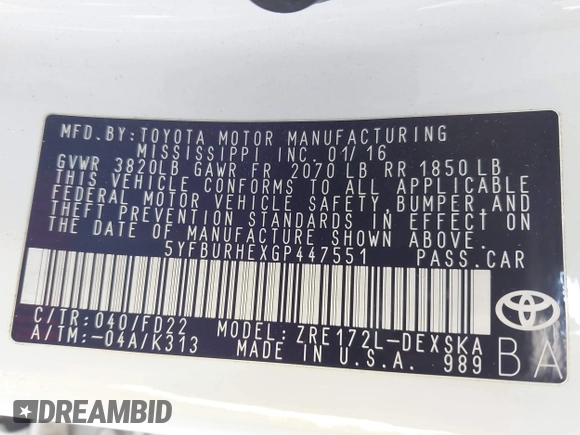 MFD.BY:TOYOTA MOTOR MANUFACTURING
MISSISSIPPI INC. 01/16
GVWR 3820LB GAWR FR 2070 LB RR 1850 LB
THIS VEHICLE CONFORMS TO ALL APPLICABLE
FEDERAL MOTOR VEHICLE SAFETY, BUMPER, AND
THEFT PREVENTION STANDARDS IN EFFECT ON
THE DATE OF MANUFACTURE SHOWN ABOVE.
5YFBURHEXGP447551 PASS.CAR
C/TR:040/FD22 MODEL:ZRE172L-DEXSKA
A/TM:-04A/K313 MADE IN U.S.A. 989 BA
DREAMBID